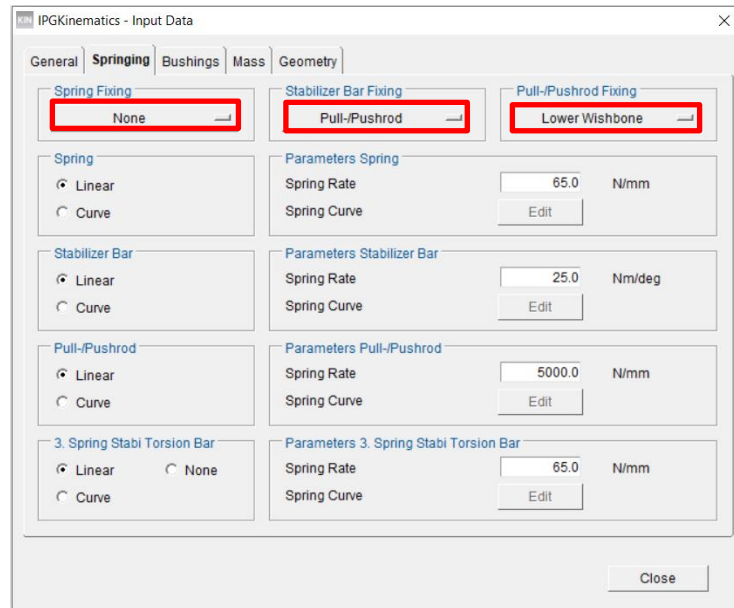 KIN IPGKinematics - Input Data
General Springing Bushings Mass Geometry
Spring Fixing Stabilizer Bar Fixing Pull-/Pushrod Fixing
None Pull-/Pushrod Lower Wishbone
Spring Parameters Spring
Linear Spring Rate 65.0 N/mm
Curve Spring Curve Edit
Stabilizer Bar Parameters Stabilizer Bar
Linear Spring Rate 25.0 Nm/deg
Curve Spring Curve Edit
Pull-/Pushrod Parameters Pull-/Pushrod
Linear Spring Rate 5000.0 N/mm
Curve Spring Curve Edit
3. Spring Stabi Torsion Bar Parameters 3. Spring Stabi Torsion Bar
Linear None Spring Rate 65.0 N/mm
Curve Spring Curve Edit
Close